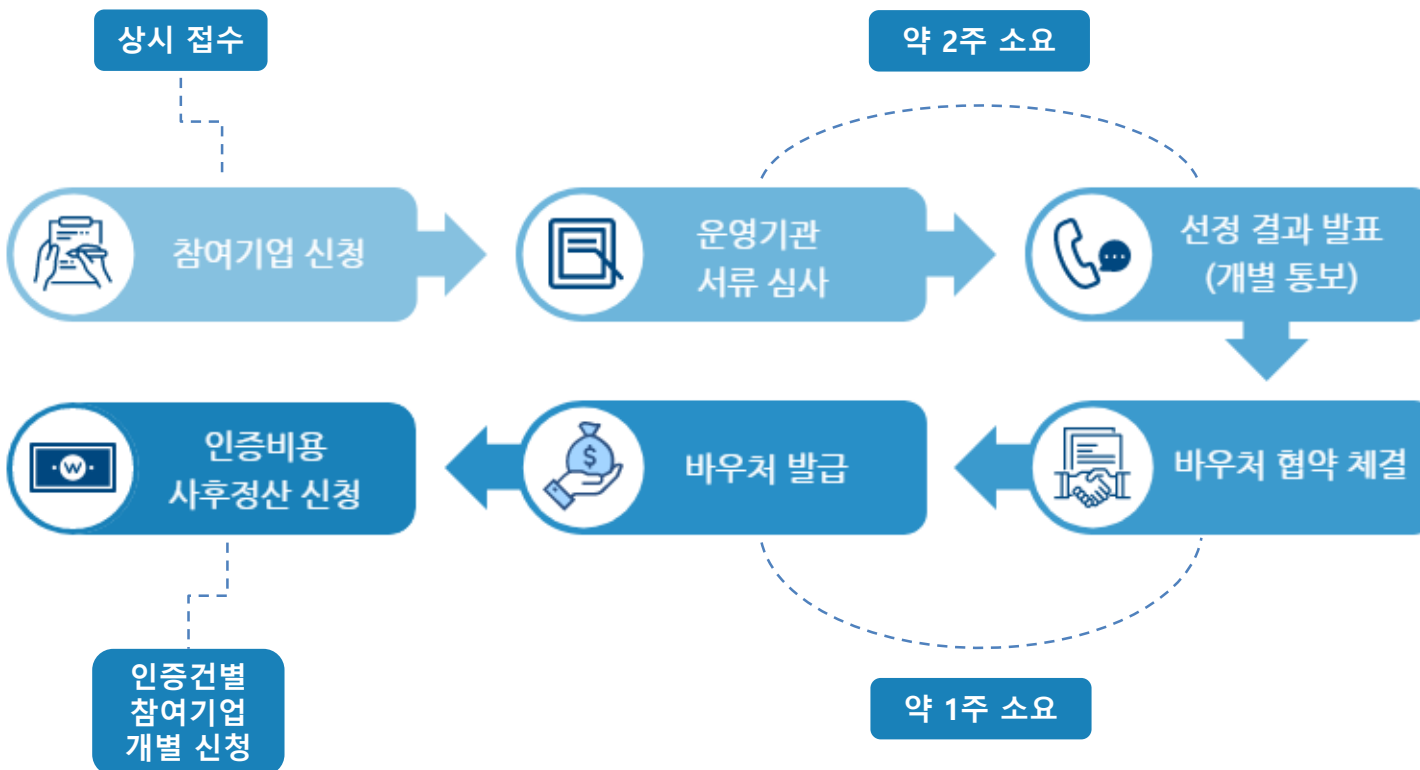 상시 접수
약 2주 소요
참여기업 신청
운영기관
서류 심사
선정 결과 발표
(개별 통보)
바우처 협약 체결
바우처 발급
인증비용
사후정산 신청
인증건별
참여기업
개별 신청
약 1주 소요